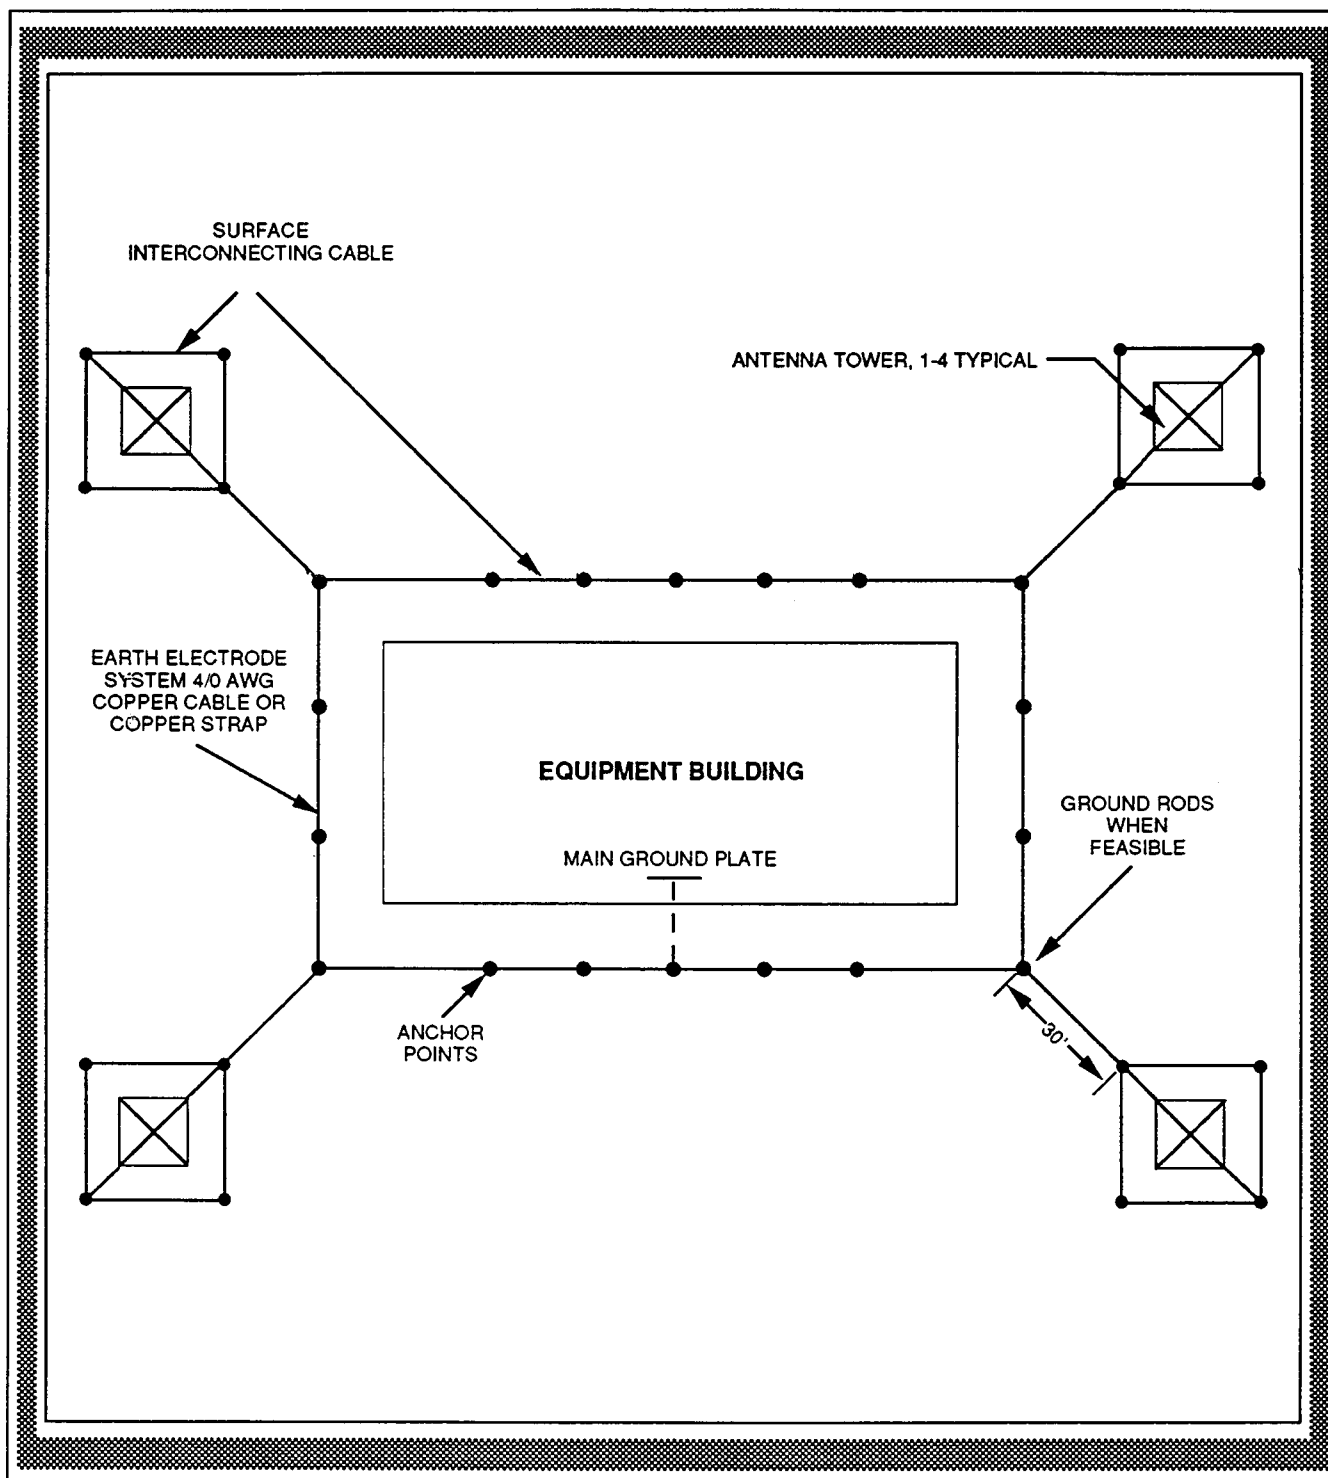 SURFACE
INTERCONNECTING CABLE
ANTENNA TOWER, 1-4 TYPICAL
EARTH ELECTRODE
SYSTEM 4/0 AWG
COPPER CABLE OR
COPPER STRAP
EQUIPMENT BUILDING
MAIN GROUND PLATE
GROUND RODS
WHEN
FEASIBLE
ANCHOR
POINTS
30'